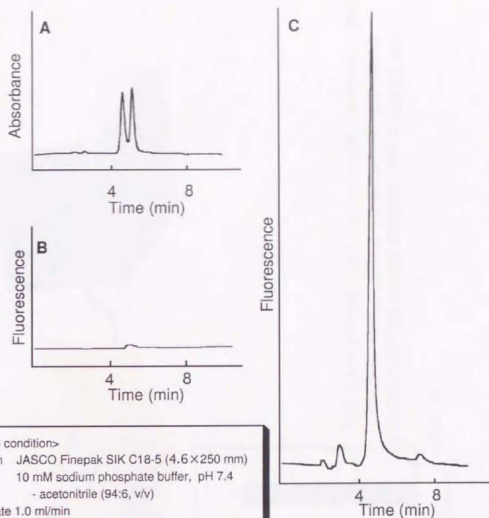 A
Absorbance
4 8
Time (min)
B
Fluorescence
4 8
Time (min)
C
Fluorescence
4 8
Time (min)
condition>
JASCO Finepak SIK C18-5 (4.6×250 mm)
10 mM sodium phosphate buffer, pH 7.4
- acetonitrile (94:6, v/v)
1.0 ml/min